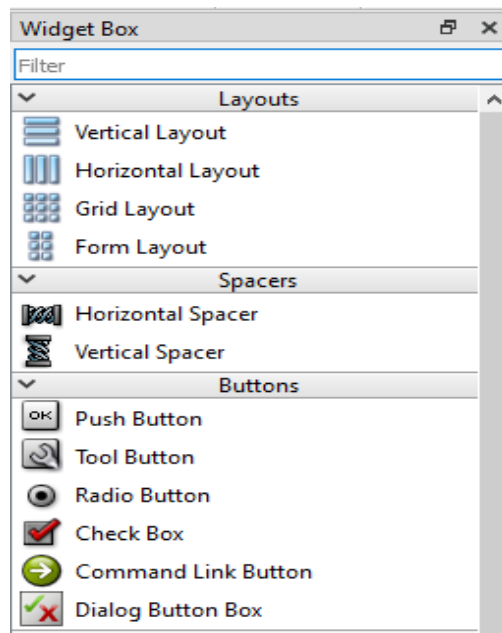 Widget Box
Filter
Layouts
Vertical Layout
Horizontal Layout
Grid Layout
Form Layout
Spacers
Horizontal Spacer
Vertical Spacer
Buttons
OK Push Button
Tool Button
Radio Button
Check Box
Command Link Button
Dialog Button Box